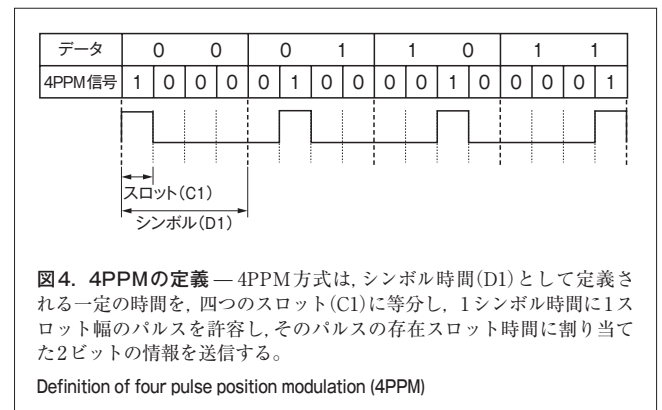 データ 0 0 0 1 1 0 1 1
4PPM信号 1 0 0 0 0 1 0 0 0 0 1 0 0 0 0 1
スロット(C1)
シンボル(D1)
図4. 4PPMの定義 — 4PPM方式は,シンボル時間(D1)として定義さ
れる一定の時間を,四つのスロット(C1)に等分し,1シンボル時間に1ス
ロット幅のパルスを許容し,そのパルスの存在スロット時間に割り当て
た2ビットの情報を送信する。
Definition of four pulse position modulation (4PPM)